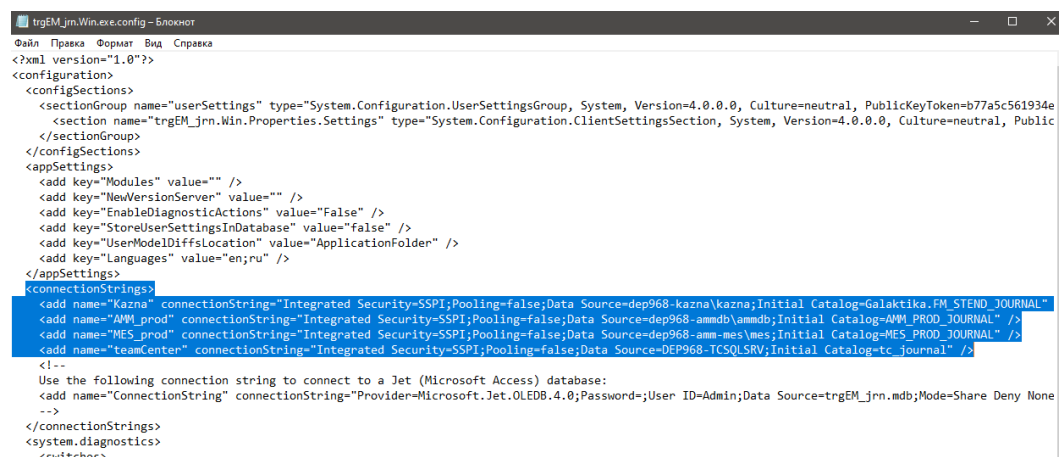 trgEM_jrn.Win.exe.config – Блокнот
Файл Правка Формат Вид Справка
<?xml version="1.0"?>
<configuration>
<configSections>
<sectionGroup name="userSettings" type="System.Configuration.UserSettingsGroup, System, Version=4.0.0.0, Culture=neutral, PublicKeyToken=b77a5c561934e
<section name="trgEM_jrn.Win.Properties.Settings" type="System.Configuration.ClientSettingsSection, System, Version=4.0.0.0, Culture=neutral, Public
</sectionGroup>
</configSections>
<appSettings>
<add key="Modules" value="" />
<add key="NewVersionServer" value="" />
<add key="EnableDiagnosticActions" value="False" />
<add key="StoreUserSettingsInDatabase" value="false" />
<add key="UserModelDiffsLocation" value="ApplicationFolder" />
<add key="Languages" value="en;ru" />
</appSettings>
<connectionStrings>
<add name="Kazna" connectionString="Integrated Security=SSPI;Pooling=false;Data Source=dep968-kazna\kazna;Initial Catalog=Galaktika.FM_STEND_JOURNAL"
<add name="AMM_prod" connectionString="Integrated Security=SSPI;Pooling=false;Data Source=dep968-ammdb\ammdb;Initial Catalog=AMM_PROD_JOURNAL" />
<add name="MES_prod" connectionString="Integrated Security=SSPI;Pooling=false;Data Source=dep968-amm-mes\mes;Initial Catalog=MES_PROD_JOURNAL" />
<add name="teamCenter" connectionString="Integrated Security=SSPI;Pooling=false;Data Source=DEP968-TCSQLSRV;Initial Catalog=tc_journal" />
<!--
Use the following connection string to connect to a Jet (Microsoft Access) database:
<add name="ConnectionString" connectionString="Provider=Microsoft.Jet.OLEDB.4.0;Password=;User ID=Admin;Data Source=trgEM_jrn.mdb;Mode=Share Deny None
-->
</connectionStrings>
<system.diagnostics>
<switches>